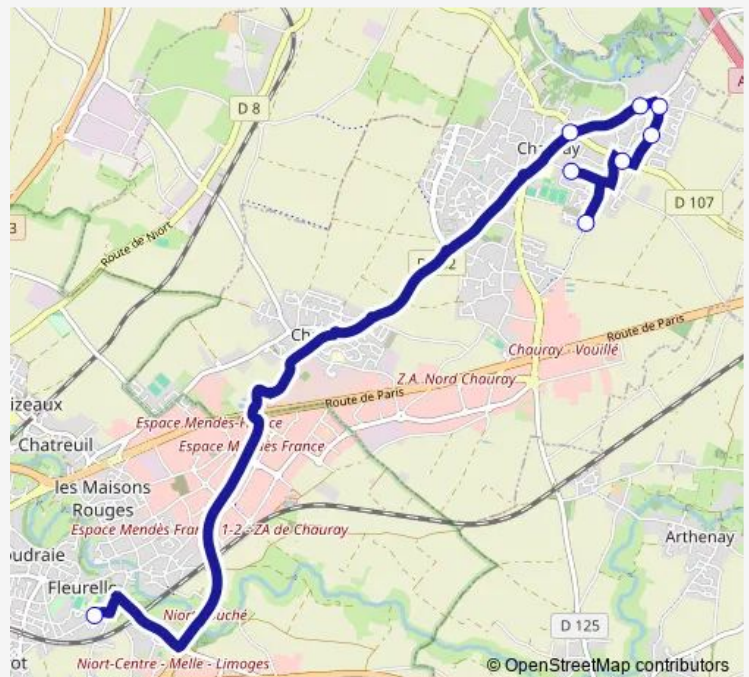 D 8
Route de Niort
D 107
Route de Paris
Chauray - Vouillé
Z.A. Nord Chauray
Route de Paris
Espace Mendès-France
Espace Mendès France
Chatreuil
les Maisons
Rouges
Espace Mendès France 1-2 - ZA de Chauray
Arthenay
Fleurelle
D 125
Niort-Centre - Melle - Limoges
© OpenStreetMap contributors